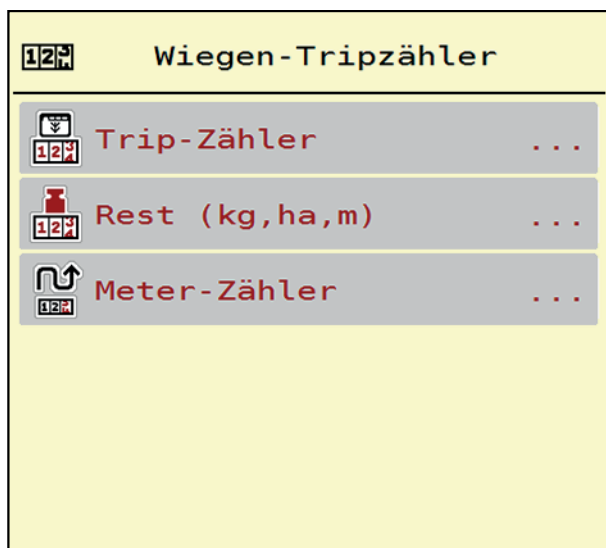 Wiegen-Tripzähler
Trip-Zähler ...
Rest (kg,ha,m) ...
Meter-Zähler ...